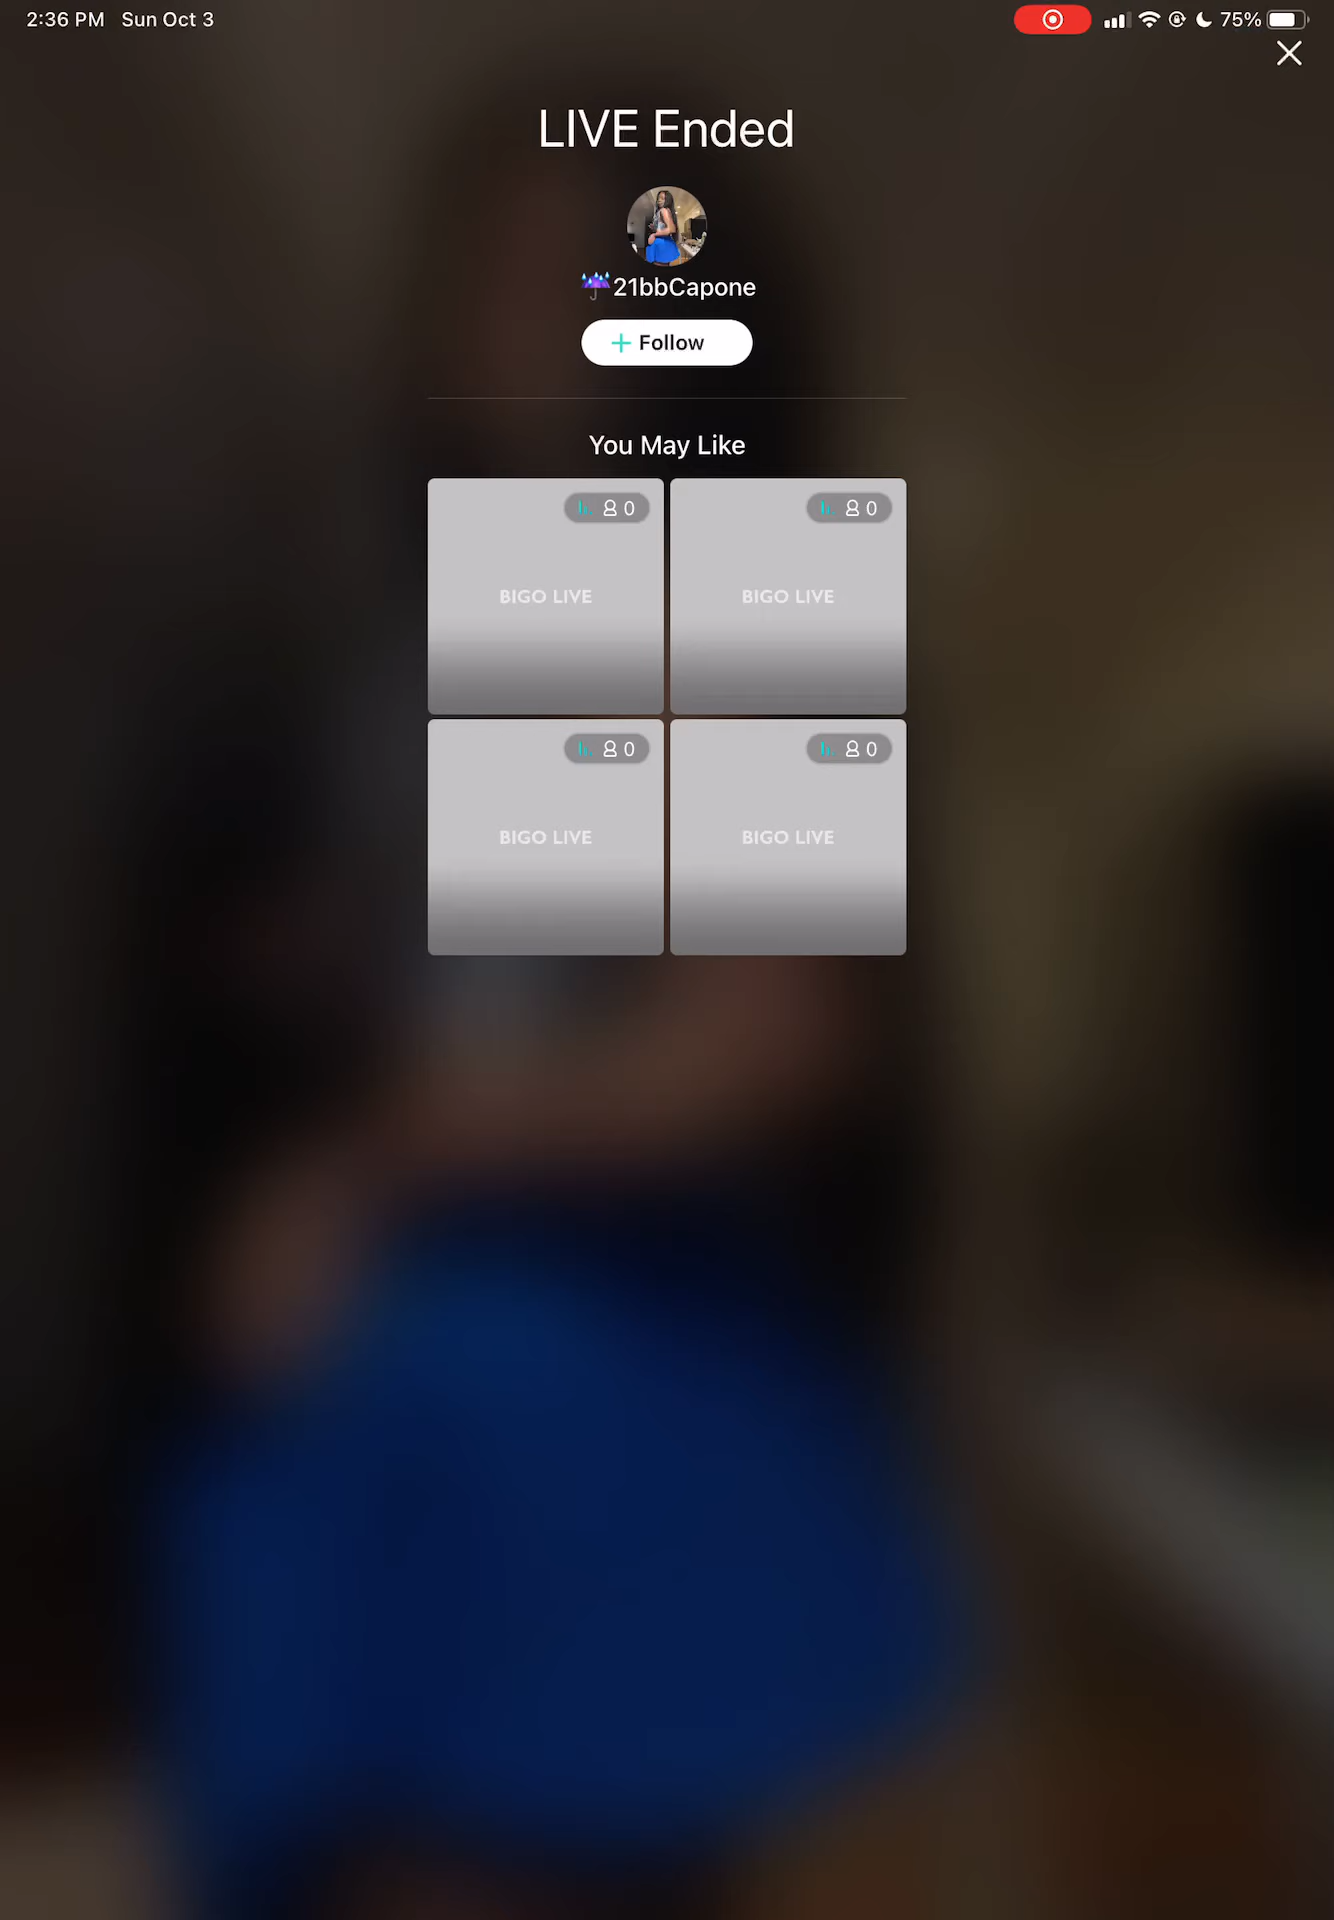 2:36 PM Sun Oct 3 75%
LIVE Ended
☔21bbCapone
+ Follow
You May Like
0 0
BIGO LIVE BIGO LIVE
0 0
BIGO LIVE BIGO LIVE